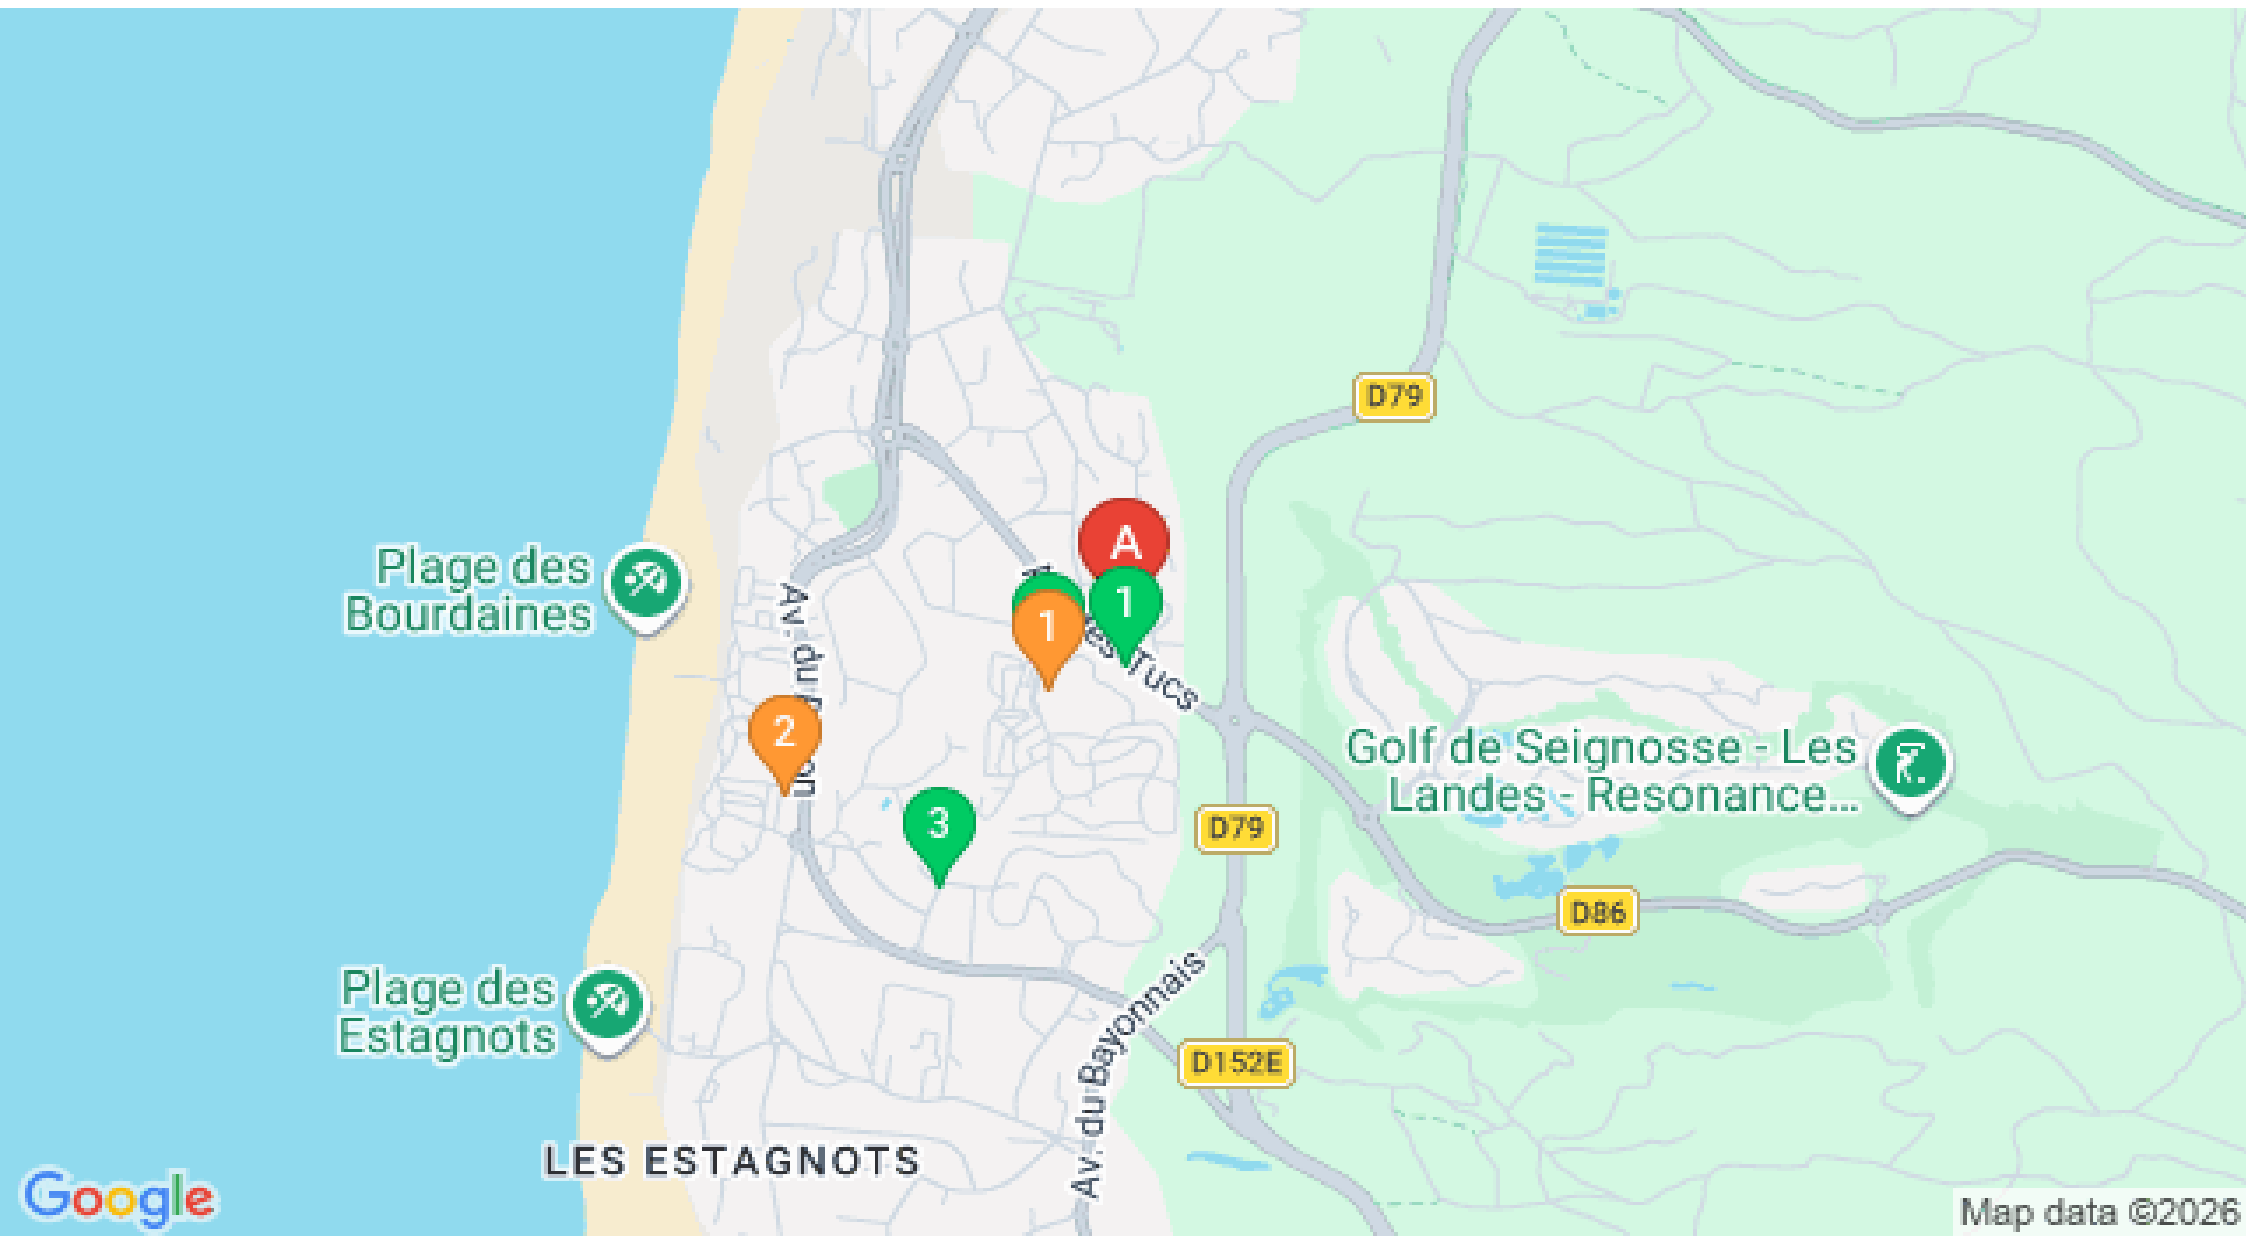 D79
Plage des
Bourdaines
A
1
1
Av. du
Tucs
2
Golf de Seignosse - Les
Landes - Resonance...
3
D79
D86
Plage des
Estagnots
Av. du Bayonnais
D152E
LES ESTAGNOTS
Google
Map data ©2026